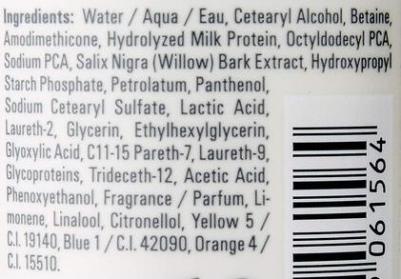 Ingredients: Water / Aqua / Eau, Cetearyl Alcohol, Betaine,
Amodimethicone, Hydrolyzed Milk Protein, Octyldodecyl PCA,
Sodium PCA, Salix Nigra (Willow) Bark Extract, Hydroxypropyl
Starch Phosphate, Petrolatum, Panthenol,
Sodium Cetearyl Sulfate, Lactic Acid,
Laureth-2, Glycerin, Ethylhexylglycerin,
Glyoxylic Acid, C11-15 Pareth-7, Laureth-9,
Glycoproteins, Trideceth-12, Acetic Acid,
Phenoxyethanol, Fragrance / Parfum, Li-
monene, Linalool, Citronellol, Yellow 5 /
C.I. 19140, Blue 1 / C.I. 42090, Orange 4 /
C.I. 15510.
061564